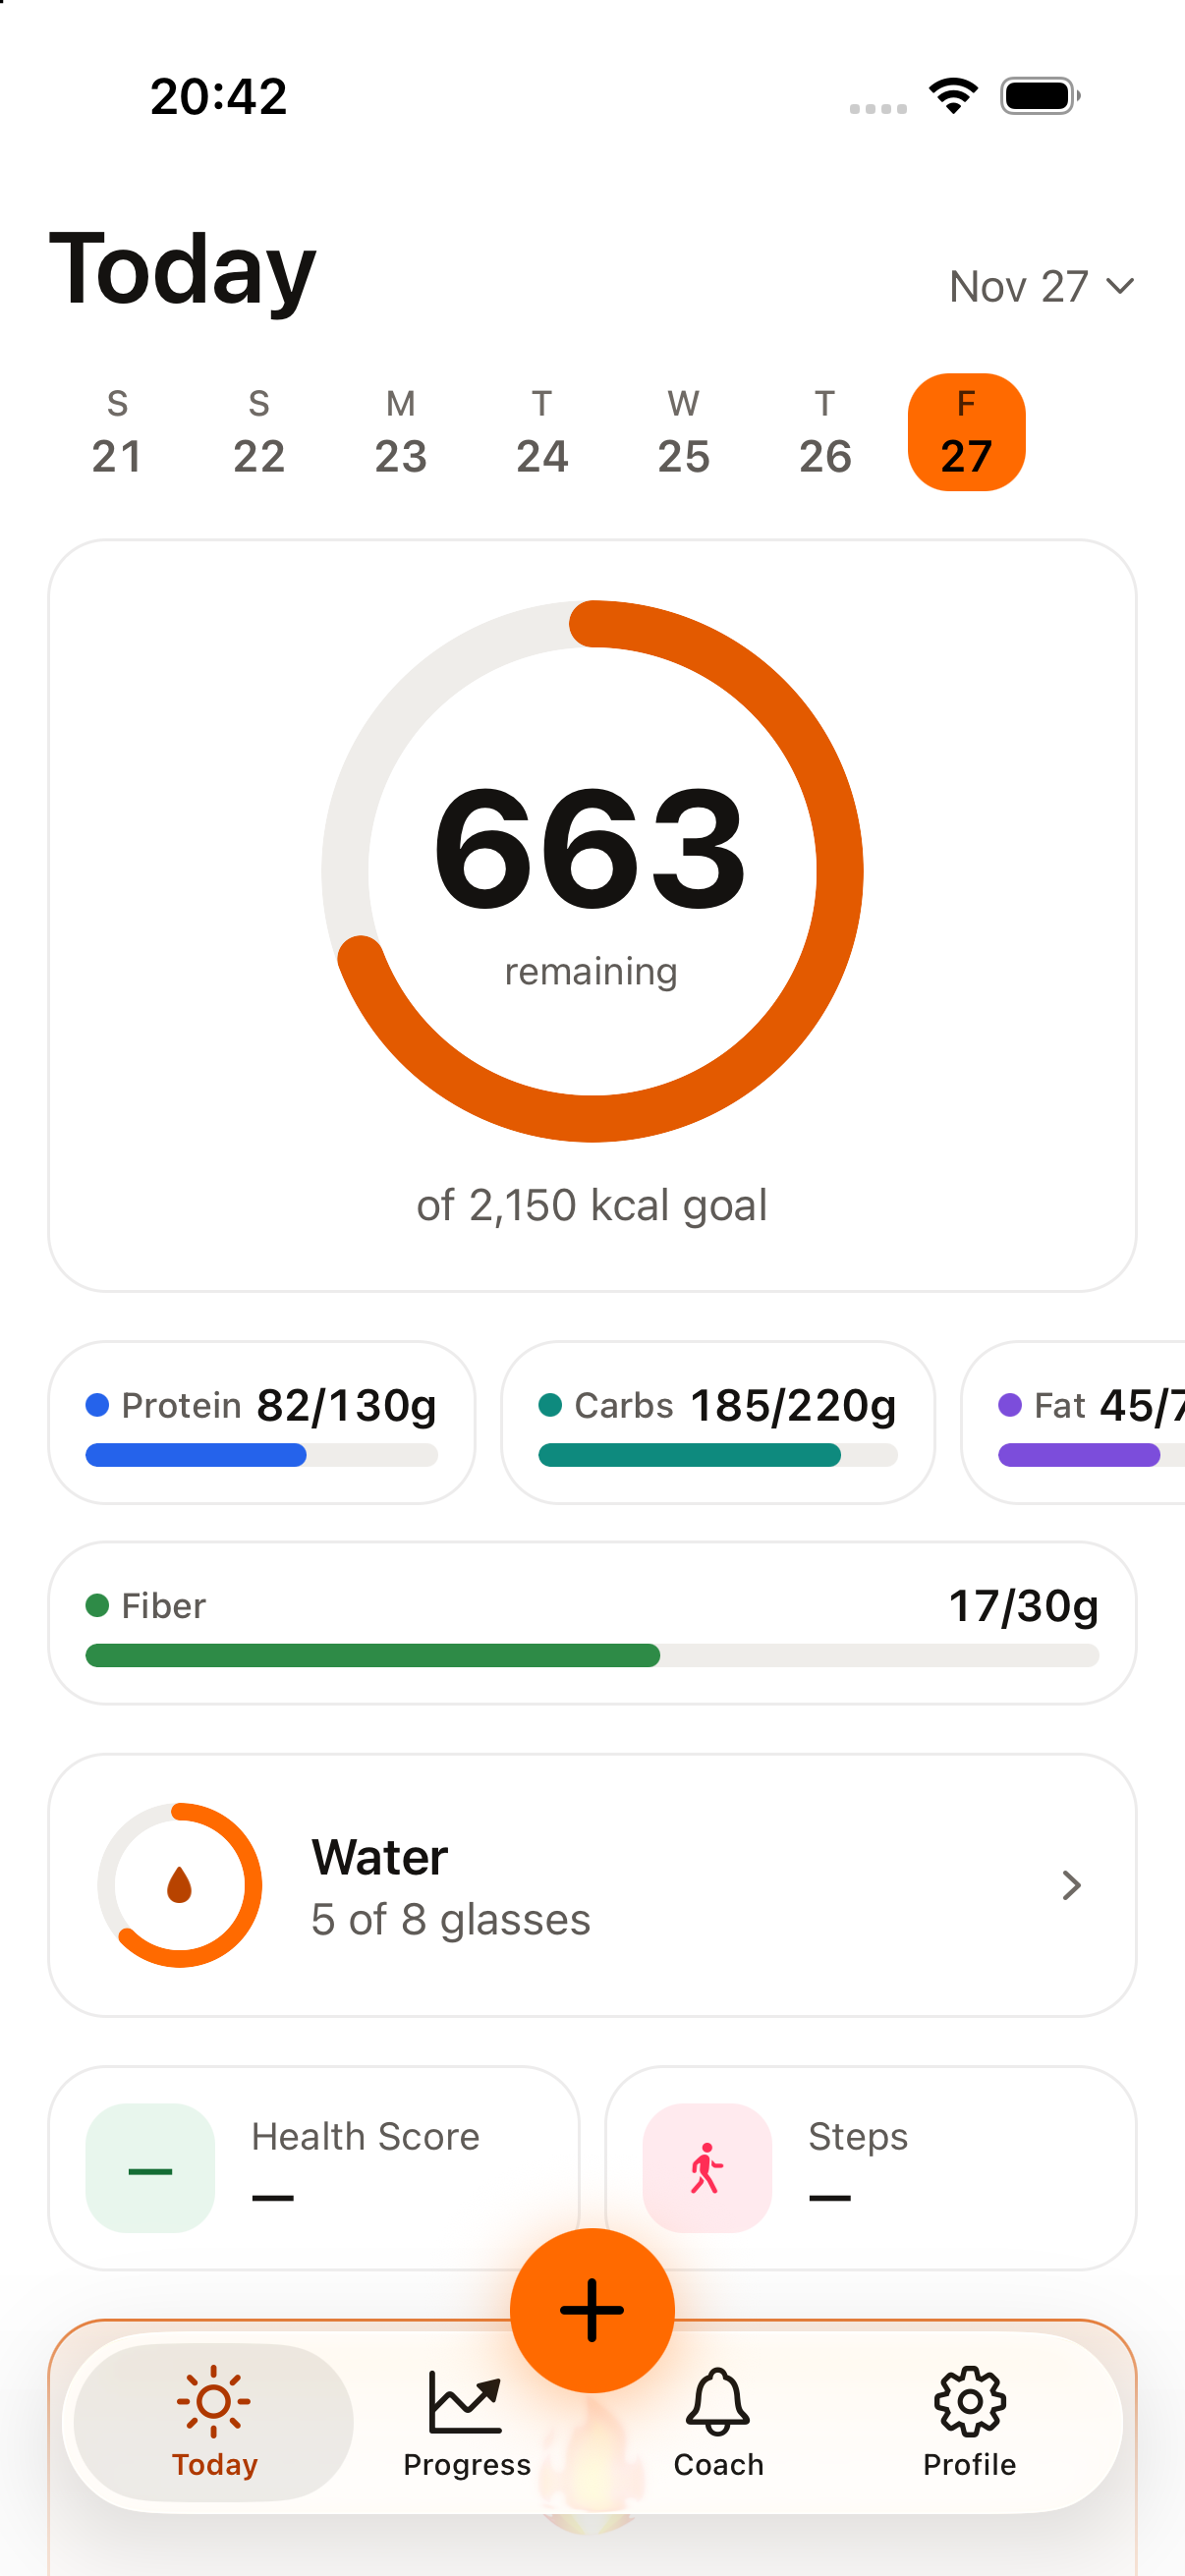 20:42
Today
Nov 27
S S M T W T F
21 22 23 24 25 26 27
663
remaining
of 2,150 kcal goal
Protein 82/130g
Carbs 185/220g
Fat 45/7
Fiber 17/30g
Water
5 of 8 glasses
Health Score
—
Steps
—
Today Progress Coach Profile